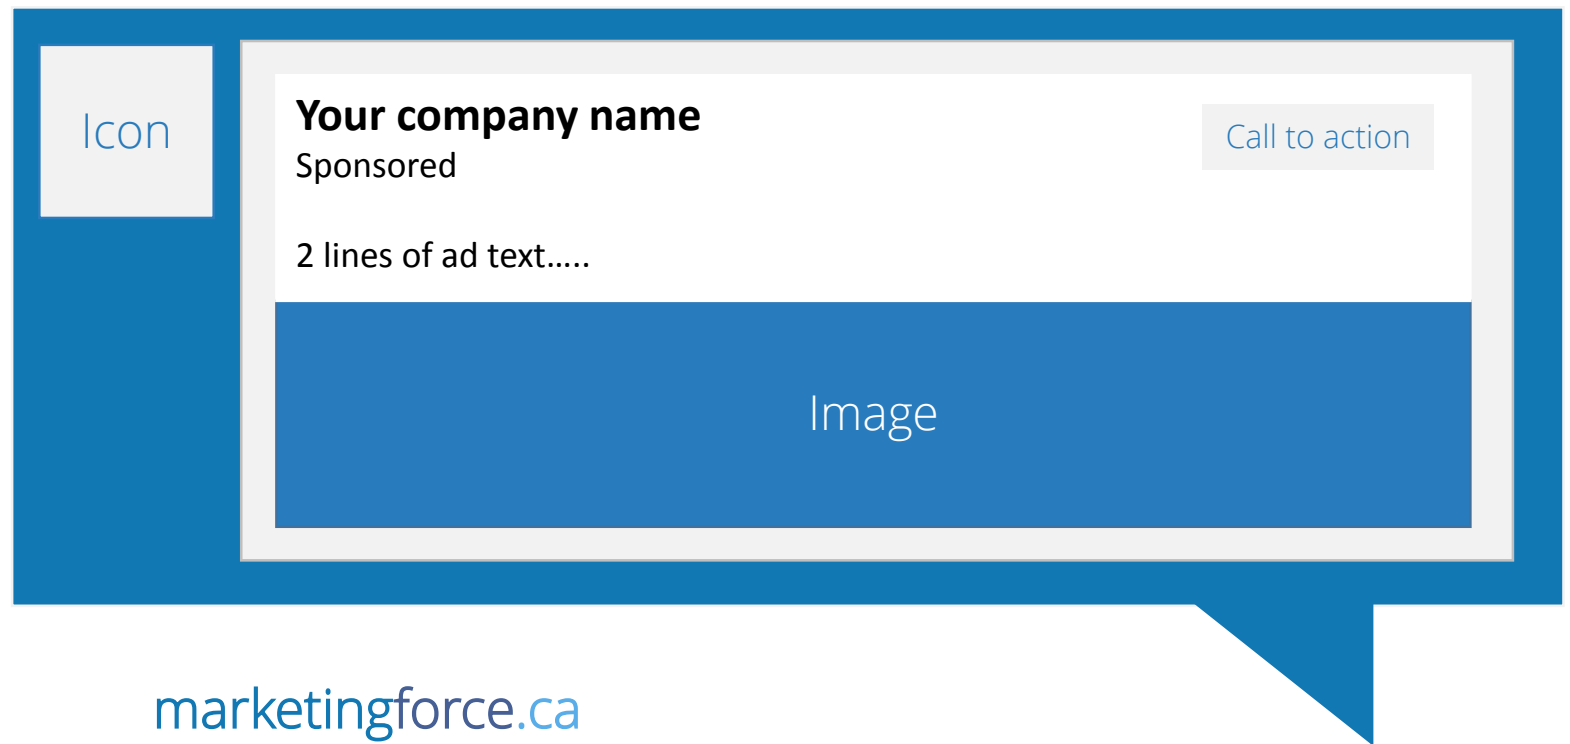 Icon
Your company name
Call to action
Sponsored
2 lines of ad text.....
Image
marketingforce.ca